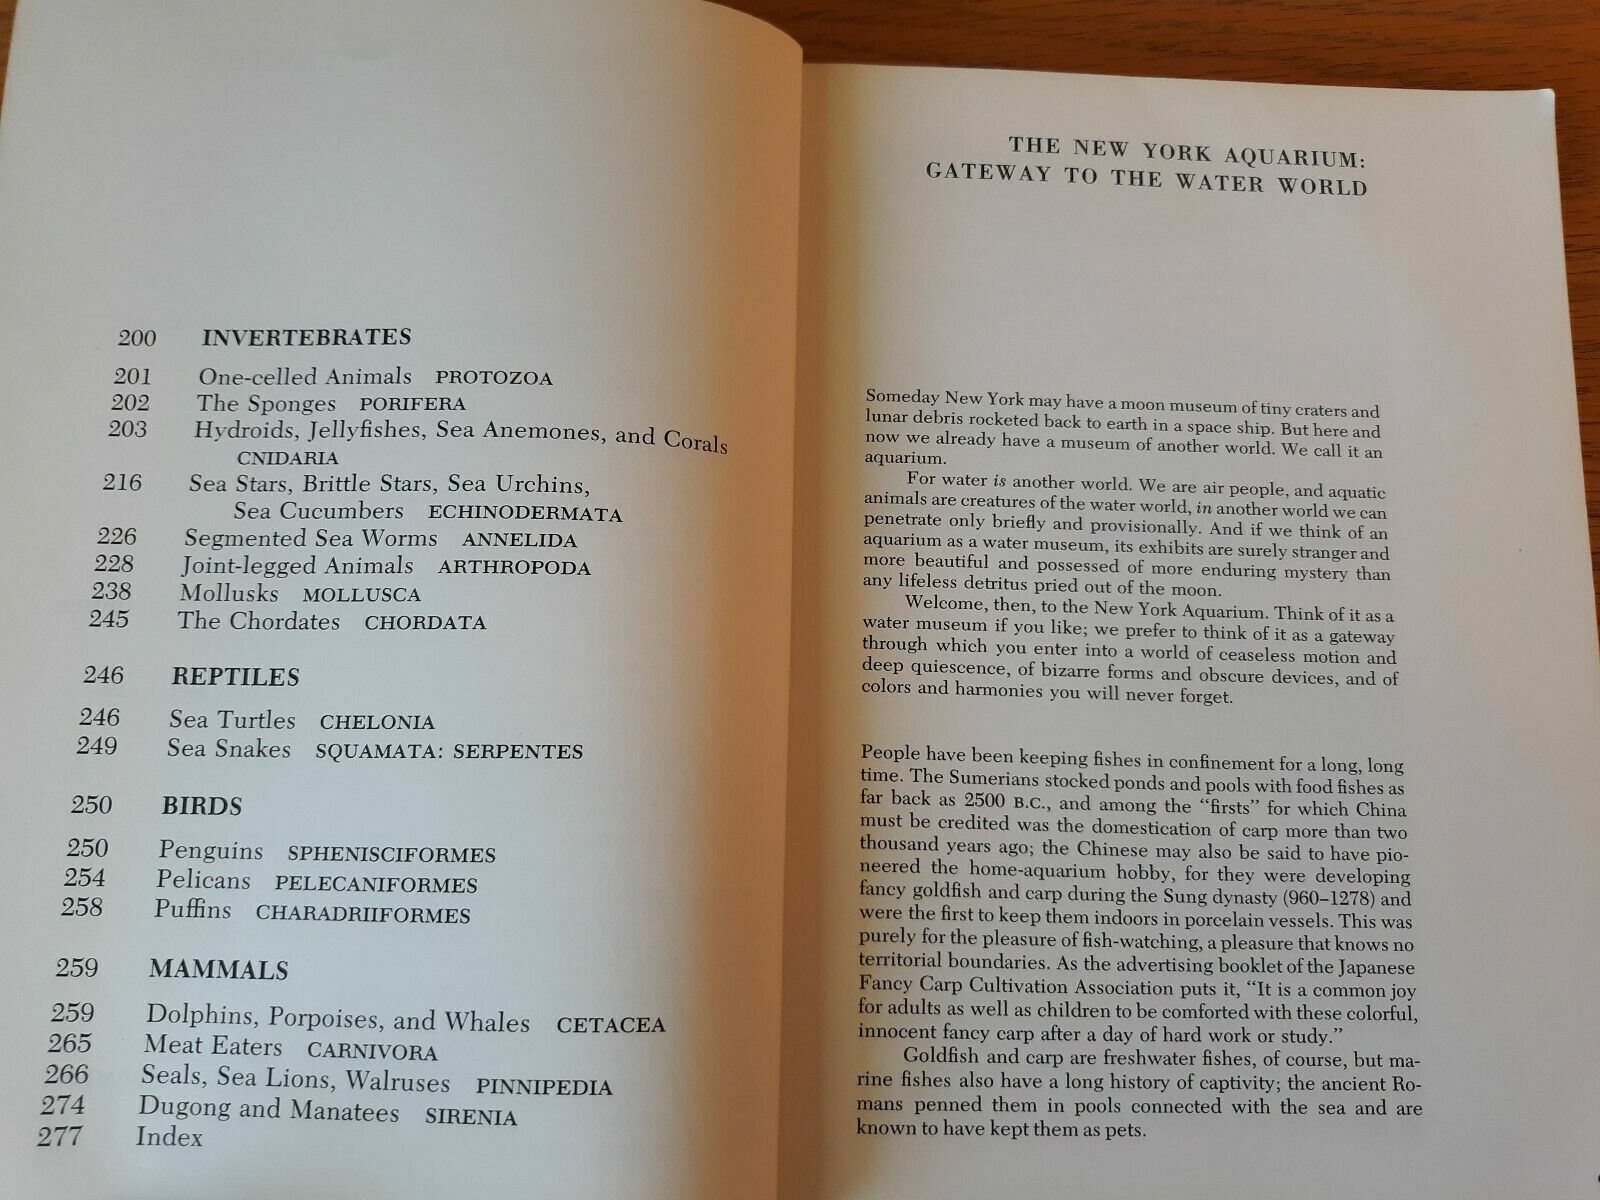 200 INVERTEBRATES
201 One-celled Animals PROTOZOA
202 The Sponges PORIFERA
203 Hydroids, Jellyfishes, Sea Anemones, and Corals
CNIDARIA
216 Sea Stars, Brittle Stars, Sea Urchins,
Sea Cucumbers ECHINODERMATA
226 Segmented Sea Worms ANNELIDA
228 Joint-legged Animals ARTHROPODA
238 Mollusks MOLLUSCA
245 The Chordates CHORDATA
246 REPTILES
246 Sea Turtles CHELONIA
249 Sea Snakes SQUAMATA: SERPENTES
250 BIRDS
250 Penguins SPHENISCIFORMES
254 Pelicans PELECANIFORMES
258 Puffins CHARADRIIFORMES
259 MAMMALS
259 Dolphins, Porpoises, and Whales CETACEA
265 Meat Eaters CARNIVORA
266 Seals, Sea Lions, Walruses PINNIPEDIA
274 Dugong and Manatees SIRENIA
277 Index
THE NEW YORK AQUARIUM:
GATEWAY TO THE WATER WORLD
Someday New York may have a moon museum of tiny craters and
lunar debris rocketed back to earth in a space ship. But here and
now we already have a museum of another world. We call it an
aquarium.
For water is another world. We are air people, and aquatic
animals are creatures of the water world, in another world we can
penetrate only briefly and provisionally. And if we think of an
aquarium as a water museum, its exhibits are surely stranger and
more beautiful and possessed of more enduring mystery than
any lifeless detritus pried out of the moon.
Welcome, then, to the New York Aquarium. Think of it as a
water museum if you like; we prefer to think of it as a gateway
through which you enter into a world of ceaseless motion and
deep quiescence, of bizarre forms and obscure devices, and of
colors and harmonies you will never forget.
People have been keeping fishes in confinement for a long, long
time. The Sumerians stocked ponds and pools with food fishes as
far back as 2500 B.C., and among the "firsts" for which China
must be credited was the domestication of carp more than two
thousand years ago; the Chinese may also be said to have pio-
neered the home-aquarium hobby, for they were developing
fancy goldfish and carp during the Sung dynasty (960–1278) and
were the first to keep them indoors in porcelain vessels. This was
purely for the pleasure of fish-watching, a pleasure that knows no
territorial boundaries. As the advertising booklet of the Japanese
Fancy Carp Cultivation Association puts it, "It is a common joy
for adults as well as children to be comforted with these colorful,
innocent fancy carp after a day of hard work or study."
Goldfish and carp are freshwater fishes, of course, but ma-
rine fishes also have a long history of captivity; the ancient Ro-
mans penned them in pools connected with the sea and are
known to have kept them as pets.